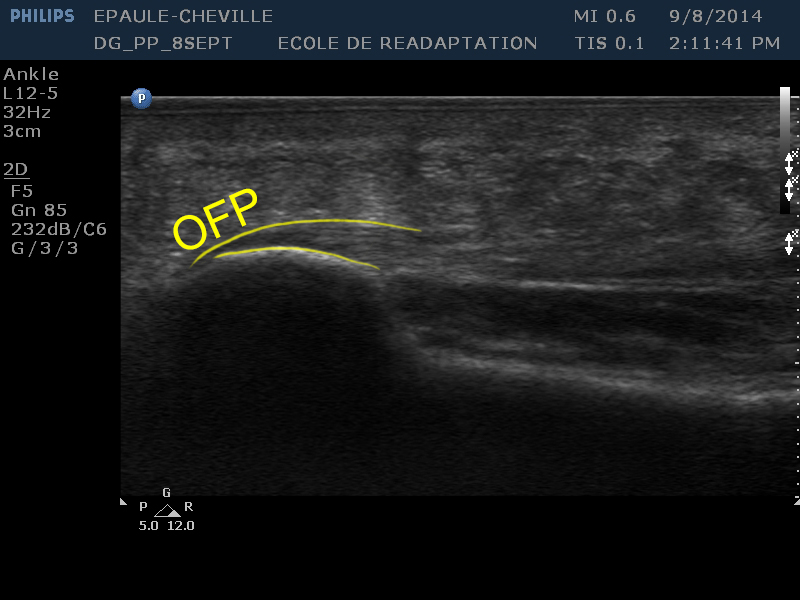 PHILIPS EPAULE-CHEVILLE MI 0.6 9/8/2014
DG_PP_8SEPT ECOLE DE READAPTATION TIS 0.1 2:11:41 PM
Ankle
L12-5
32Hz
3cm
2D
F5
Gn 85
232dB/C6
G/3/3
P
OFP
G
P R
5.0 12.0